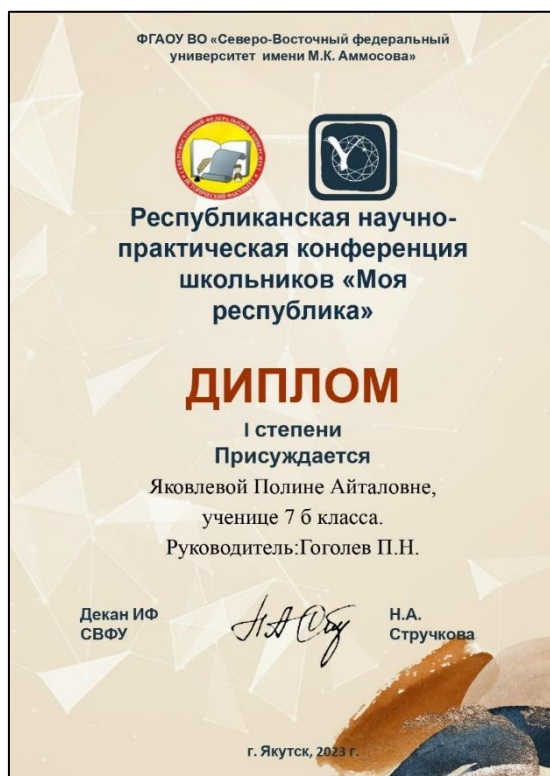 ФГАОУ ВО «Северо-Восточный федеральный
университет имени М.К. Аммосова»
Республиканская научно-
практическая конференция
школьников «Моя
республика»
ДИПЛОМ
I степени
Присуждается
Яковлевой Полине Айталовне,
ученице 7 б класса.
Руководитель:Гоголев П.Н.
Декан ИФ
СВФУ
Н.А.
Стручкова
г. Якутск, 2023 г.